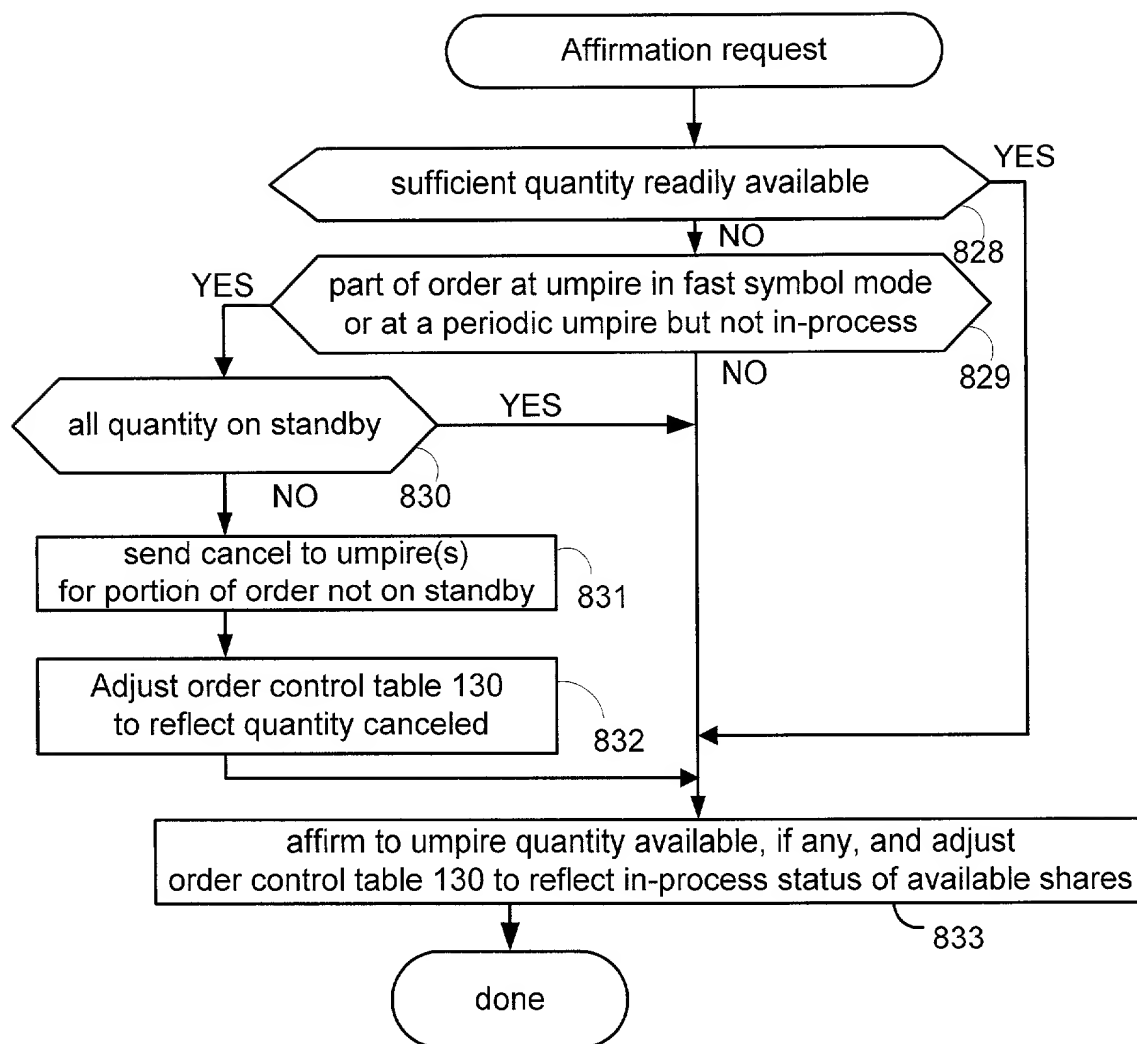 Affirmation request
YES
sufficient quantity readily available
NO
828
YES
part of order at umpire in fast symbol mode
or at a periodic umpire but not in-process
NO
829
all quantity on standby
YES
NO
830
send cancel to umpire(s)
for portion of order not on standby
831
Adjust order control table 130
to reflect quantity canceled
832
affirm to umpire quantity available, if any, and adjust
order control table 130 to reflect in-process status of available shares
833
done